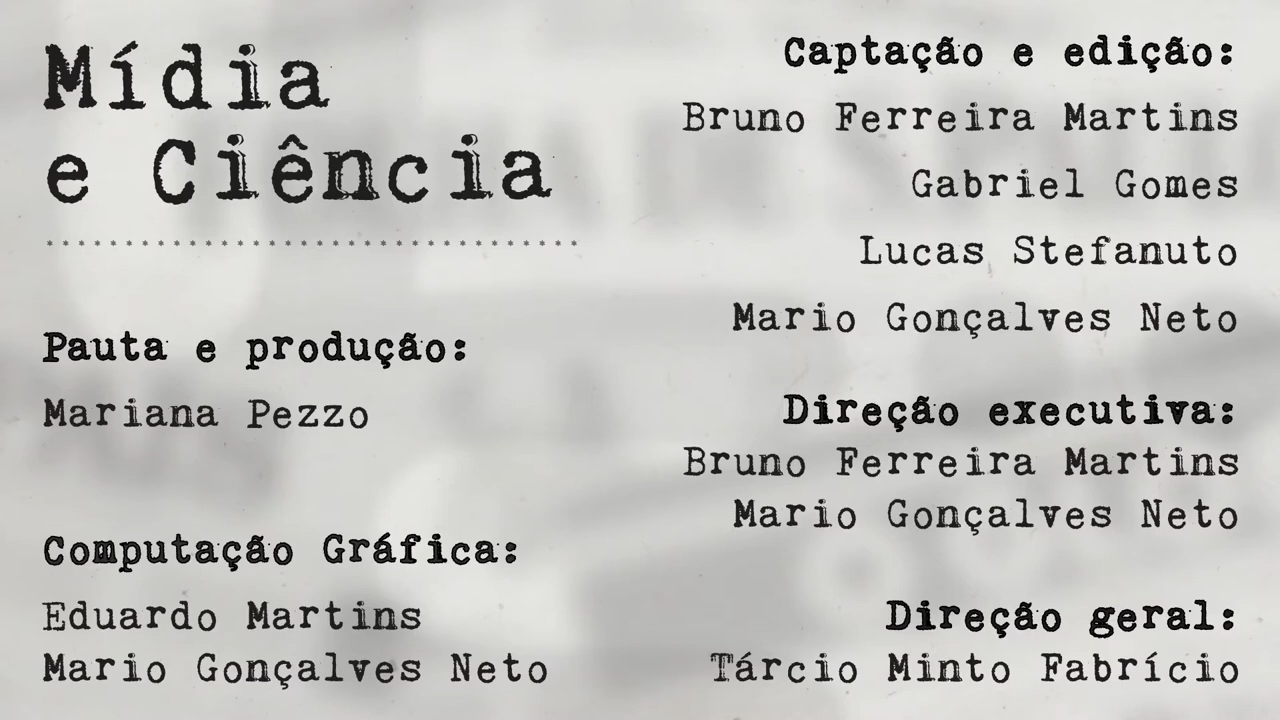 Mídia
e Ciência
Pauta e produção:
Mariana Pezzo
Computação Gráfica:
Eduardo Martins
Mario Gonçalves Neto
Captação e edição:
Bruno Ferreira Martins
Gabriel Gomes
Lucas Stefanuto
Mario Gonçalves Neto
Direção executiva:
Bruno Ferreira Martins
Mario Gonçalves Neto
Direção geral:
Tárcio Minto Fabrício